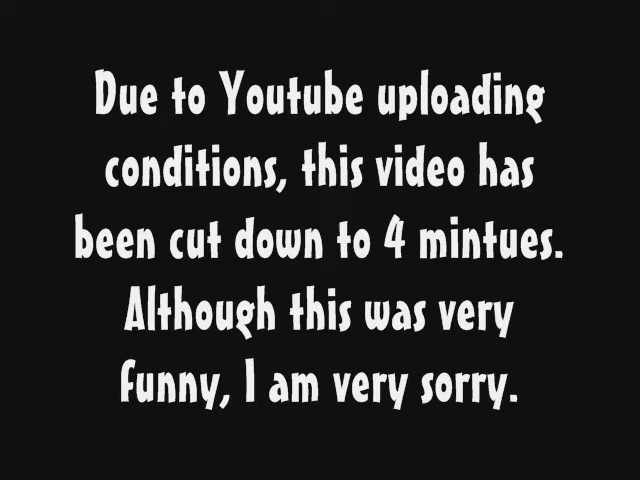 Due to Youtube uploading
conditions, this video has
been cut down to 4 mintues.
Although this was very
funny, I am very sorry.